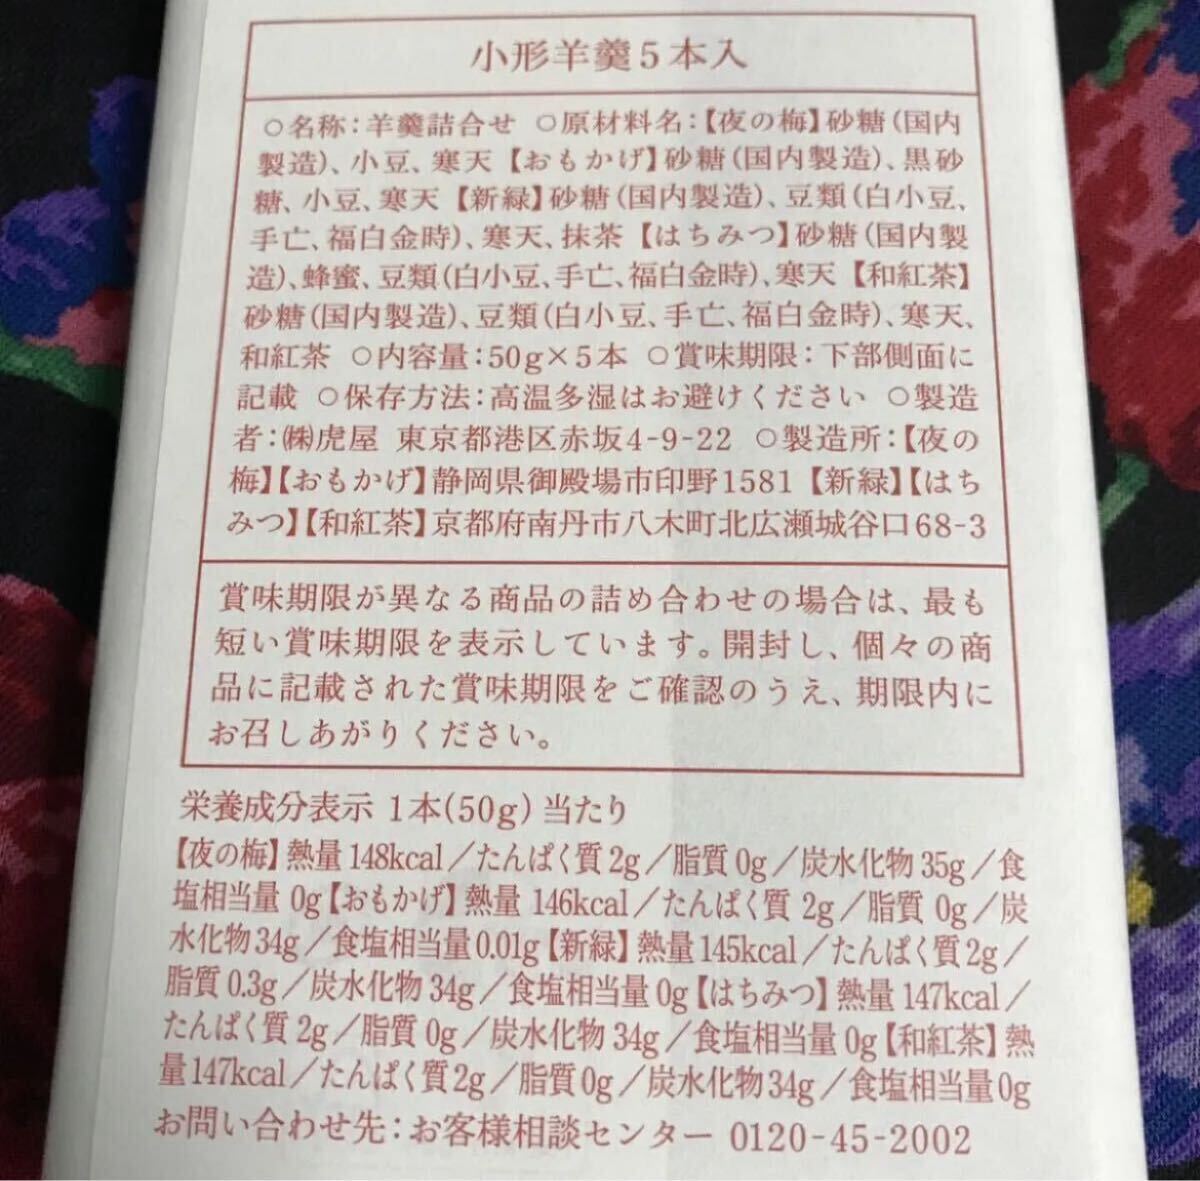 小形羊羹5本入
○名称：羊羹詰合せ ○原材料名：【夜の梅】砂糖（国内
製造）、小豆、寒天【おもかげ】砂糖（国内製造）、黒砂
糖、小豆、寒天【新緑】砂糖（国内製造）、豆類（白小豆、
手亡、福白金時）、寒天、抹茶【はちみつ】砂糖（国内製
造）、蜂蜜、豆類（白小豆、手亡、福白金時）、寒天【和紅茶】
砂糖（国内製造）、豆類（白小豆、手亡、福白金時）、寒天、
和紅茶 ○内容量：50g×5本 ○賞味期限：下部側面に
記載 ○保存方法：高温多湿はお避けください ○製造
者：㈱虎屋 東京都港区赤坂4-9-22 ○製造所：【夜の
梅】【おもかげ】静岡県御殿場市印野1581【新緑】【はち
みつ】【和紅茶】京都府南丹市八木町北広瀬城谷口68-3
賞味期限が異なる商品の詰め合わせの場合は、最も
短い賞味期限を表示しています。開封し、個々の商
品に記載された賞味期限をご確認のうえ、期限内に
お召しあがりください。
栄養成分表示 1本(50g)当たり
【夜の梅】熱量148kcal／たんぱく質2g／脂質0g／炭水化物35g／食
塩相当量0g【おもかげ】熱量146kcal／たんぱく質2g／脂質0g／炭
水化物34g／食塩相当量0.01g【新緑】熱量145kcal／たんぱく質2g／
脂質0.3g／炭水化物34g／食塩相当量0g【はちみつ】熱量147kcal／
たんぱく質2g／脂質0g／炭水化物34g／食塩相当量0g【和紅茶】熱
量147kcal／たんぱく質2g／脂質0g／炭水化物34g／食塩相当量0g
お問い合わせ先：お客様相談センター 0120-45-2002